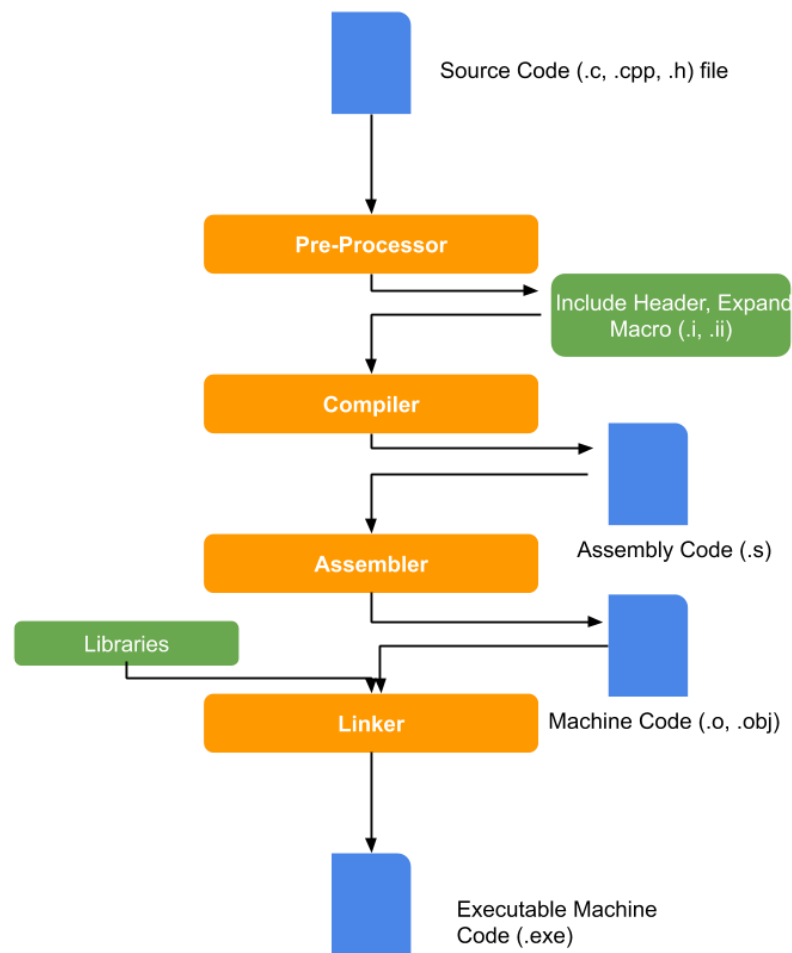 Source Code (.c, .cpp, .h) file
Pre-Processor
Include Header, Expand
Macro (.i, .ii)
Compiler
Assembly Code (.s)
Assembler
Libraries
Machine Code (.o, .obj)
Linker
Executable Machine
Code (.exe)